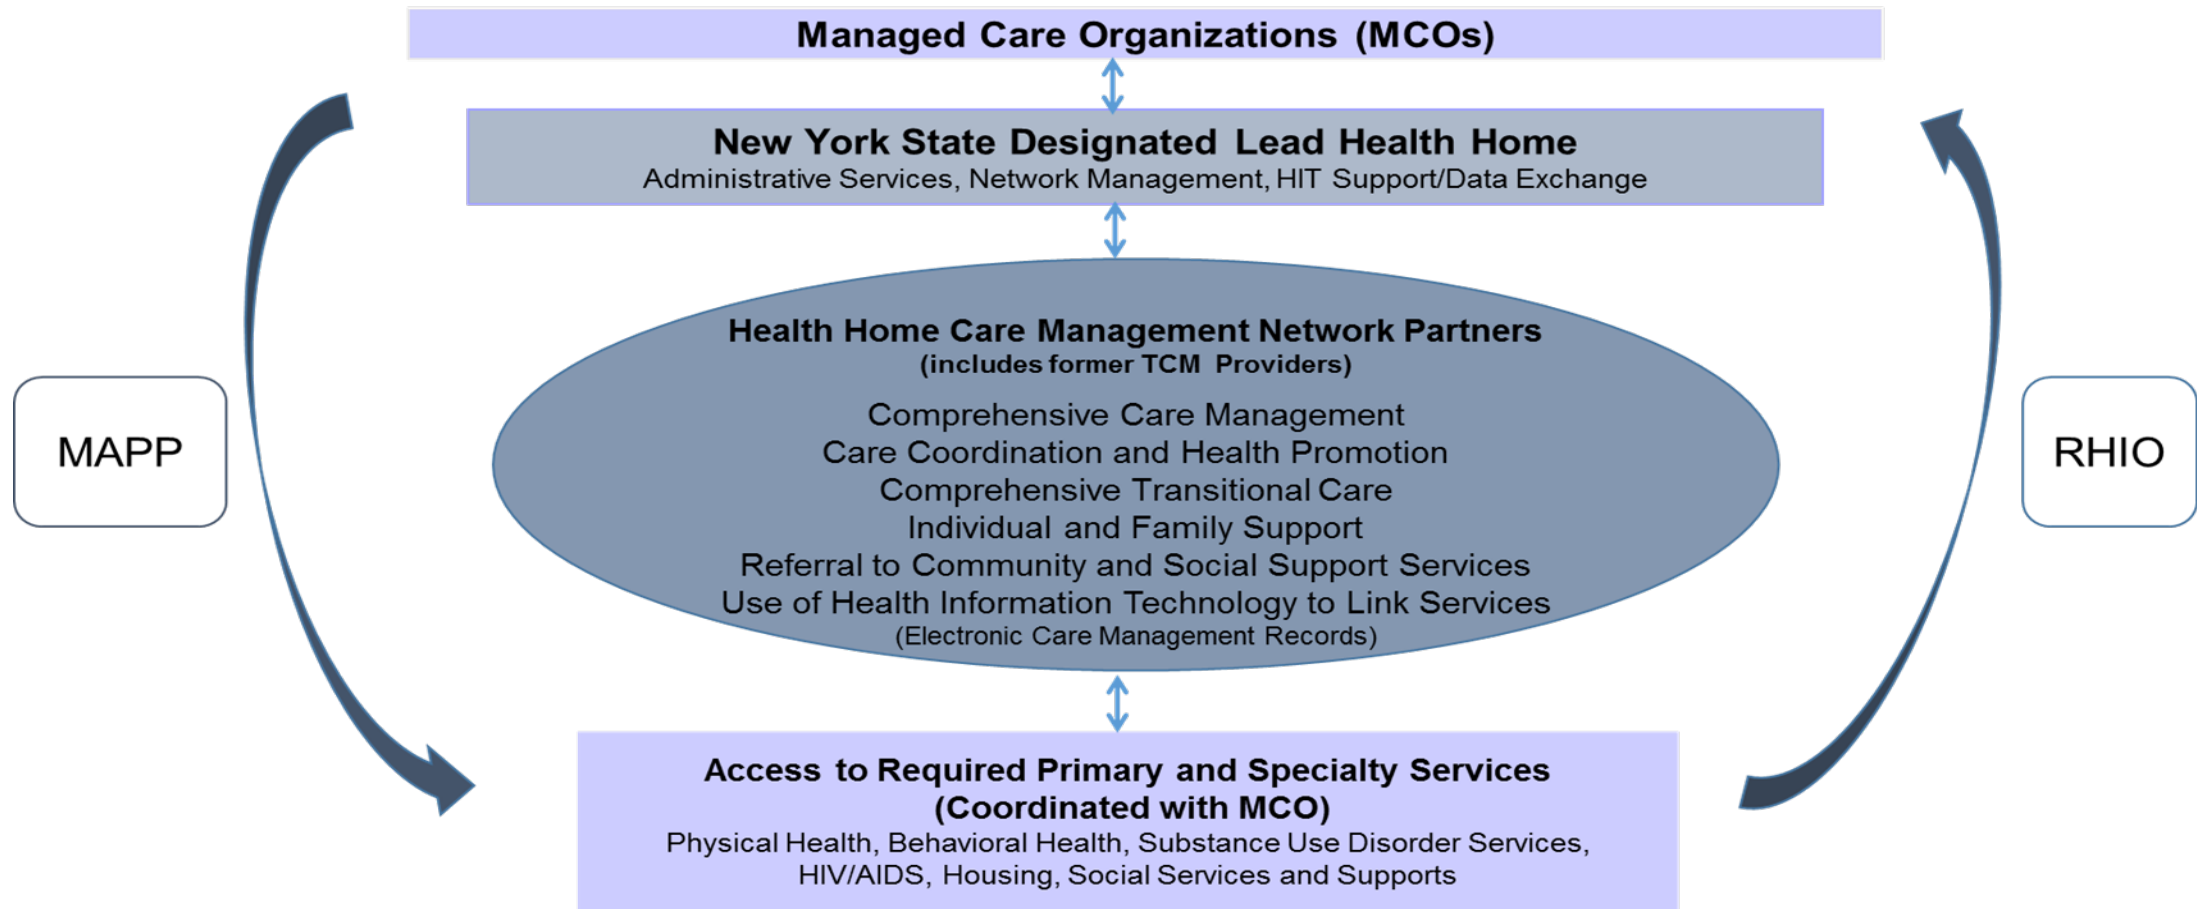 Managed Care Organizations (MCOs)
New York State Designated Lead Health Home
Administrative Services, Network Management, HIT Support/Data Exchange
Health Home Care Management Network Partners
(includes former TCM Providers)
Comprehensive Care Management
Care Coordination and Health Promotion
Comprehensive Transitional Care
Individual and Family Support
Referral to Community and Social Support Services
Use of Health Information Technology to Link Services
(Electronic Care Management Records)
MAPP
RHIO
Access to Required Primary and Specialty Services
(Coordinated with MCO)
Physical Health, Behavioral Health, Substance Use Disorder Services,
HIV/AIDS, Housing, Social Services and Supports